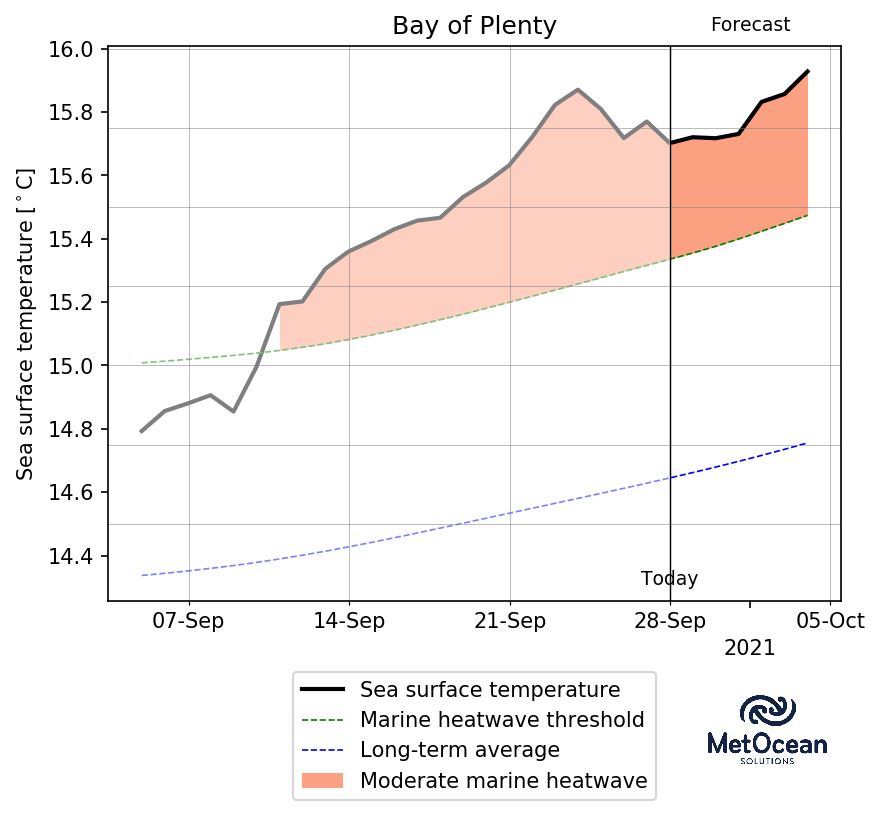 Bay of Plenty
Forecast
Sea surface temperature [°C]
16.0
15.8
15.6
15.4
15.2
15.0
14.8
14.6
14.4
Today
07-Sep
14-Sep
21-Sep
28-Sep
05-Oct
2021
Sea surface temperature
Marine heatwave threshold
Long-term average
Moderate marine heatwave
MetOcean
SOLUTIONS